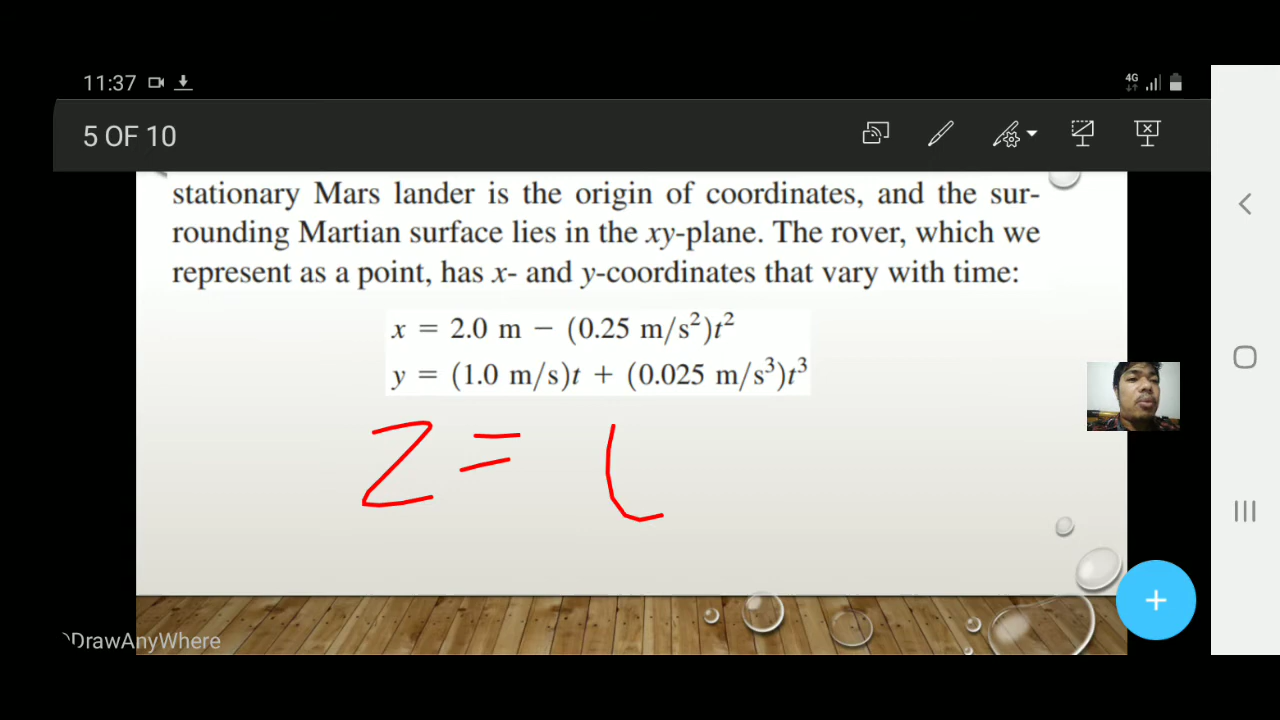 11:37 4G
5 OF 10
stationary Mars lander is the origin of coordinates, and the sur-
rounding Martian surface lies in the xy-plane. The rover, which we
represent as a point, has x- and y-coordinates that vary with time:
x = 2.0 m − (0.25 m/s²)t²
y = (1.0 m/s)t + (0.025 m/s³)t³
Z = (
DrawAnyWhere